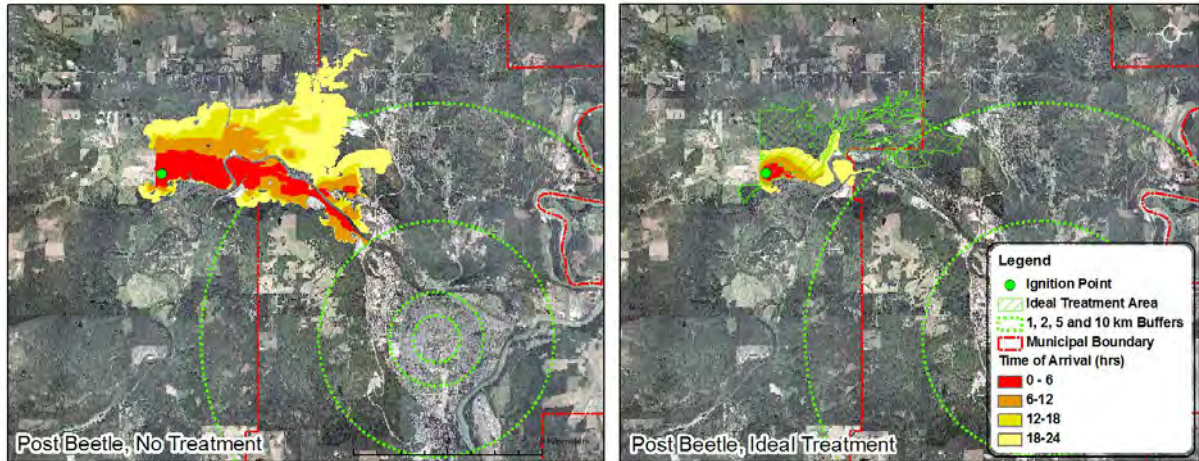 Post Beetle, No Treatment
Kilometers
Post Beetle, Ideal Treatment
Legend
Ignition Point
Ideal Treatment Area
1, 2, 5 and 10 km Buffers
Municipal Boundary
Time of Arrival (hrs)
0 - 6
6-12
12-18
18-24